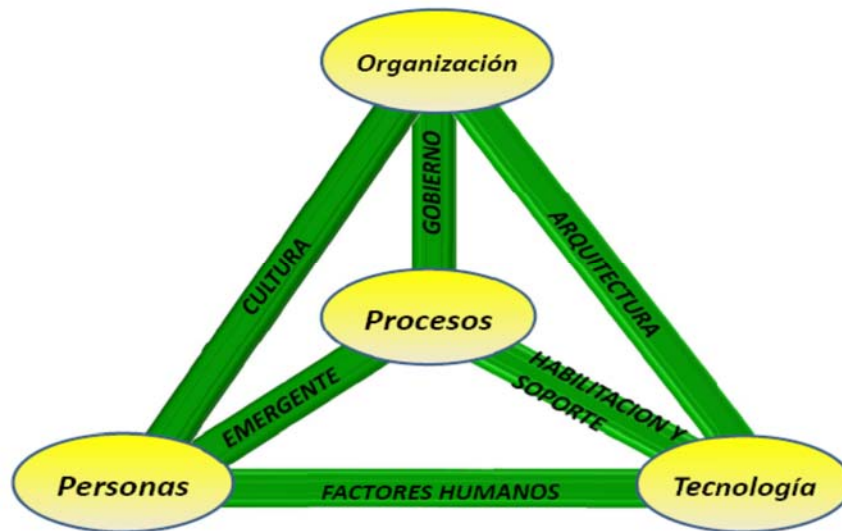 Organización
GOBIERNO
CULTURA
ARQUITECTURA
Procesos
EMERGENTE
HABILITACION Y
SOPORTE
Personas
FACTORES HUMANOS
Tecnología